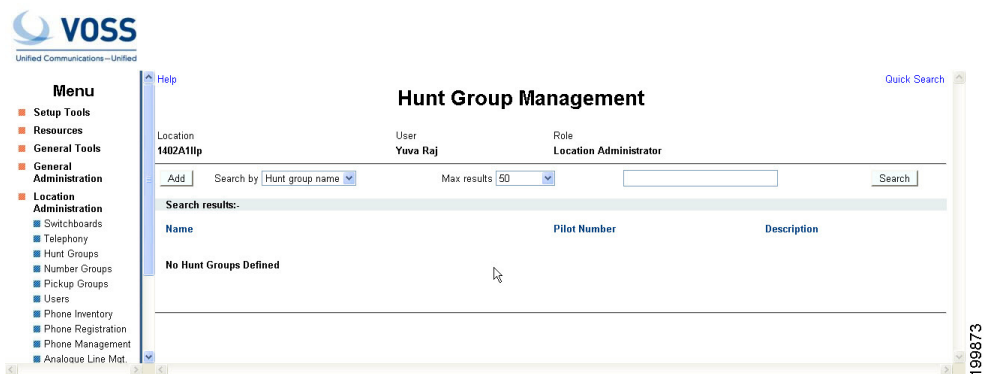 VOSS
Unified Communications—Unified
Menu
Setup Tools
Resources
General Tools
General
Administration
Location
Administration
Switchboards
Telephony
Hunt Groups
Number Groups
Pickup Groups
Users
Phone Inventory
Phone Registration
Phone Management
Analogue Line Mgt.
Help
Quick Search
Hunt Group Management
Location User Role
1402A1llp Yuva Raj Location Administrator
Add Search by Hunt group name Max results 50 Search
Search results:-
Name Pilot Number Description
No Hunt Groups Defined
199873